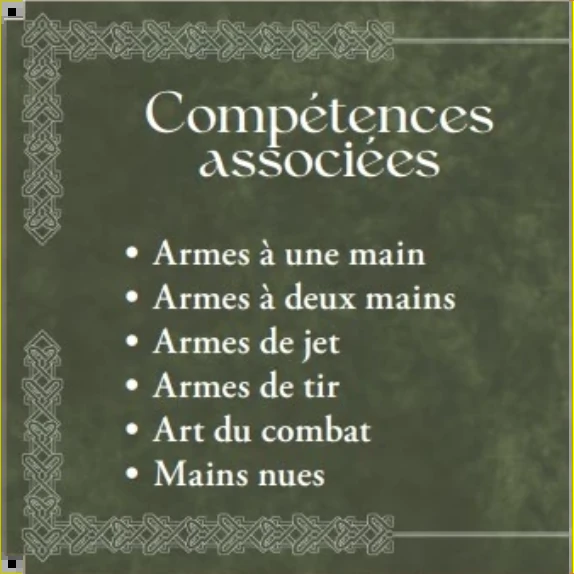 Compétences
associées
• Armes à une main
• Armes à deux mains
• Armes de jet
• Armes de tir
• Art du combat
• Mains nues